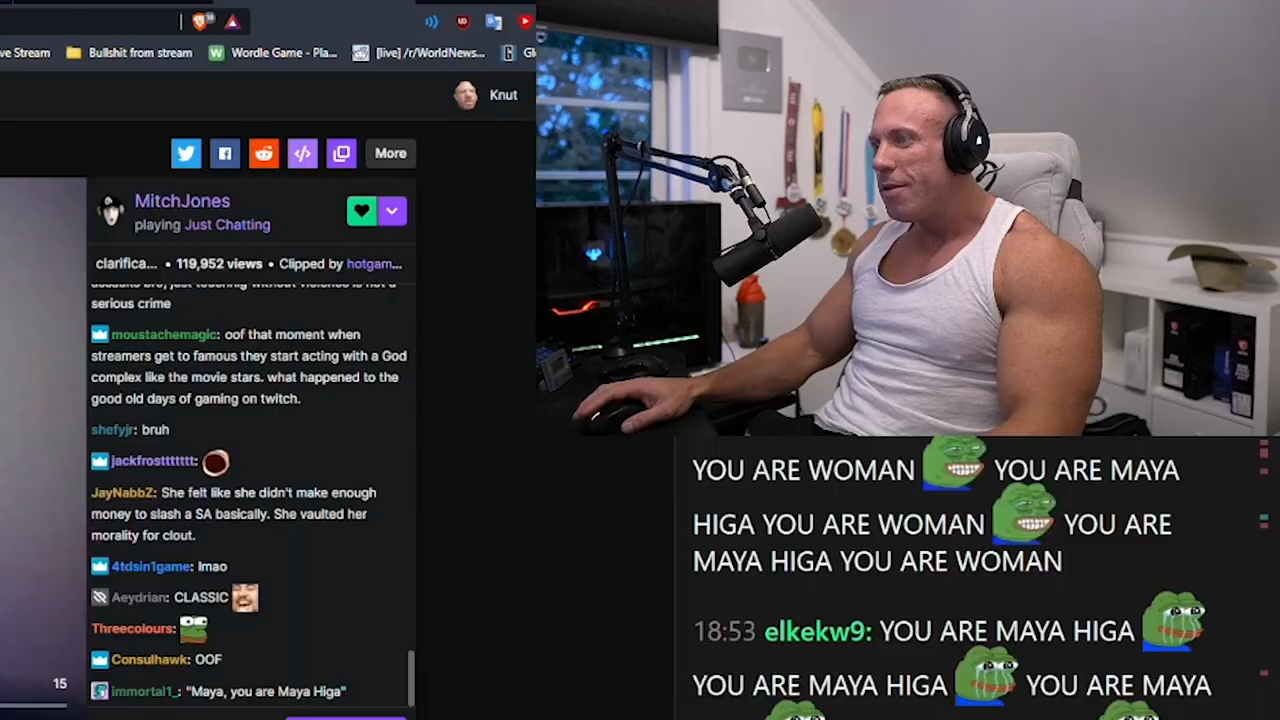 ve Stream Bullshit from stream Wordle Game - Pla... [live] /r/WorldNews...
Knut
More
MitchJones
playing Just Chatting
clarifica... • 119,952 views • Clipped by hotgam...
serious crime
moustachemagic: oof that moment when
streamers get to famous they start acting with a God
complex like the movie stars. what happened to the
good old days of gaming on twitch.
shefyjr: bruh
jackfrosttttttt:
JayNabbZ: She felt like she didn't make enough
money to slash a SA basically. She vaulted her
morality for clout.
4tdsin1game: lmao
Aeydrian: CLASSIC
Threecolours:
Consulhawk: OOF
immortal1_: "Maya, you are Maya Higa"
15
YOU ARE WOMAN YOU ARE MAYA
HIGA YOU ARE WOMAN YOU ARE
MAYA HIGA YOU ARE WOMAN
18:53 elkekw9: YOU ARE MAYA HIGA
YOU ARE MAYA HIGA YOU ARE MAYA